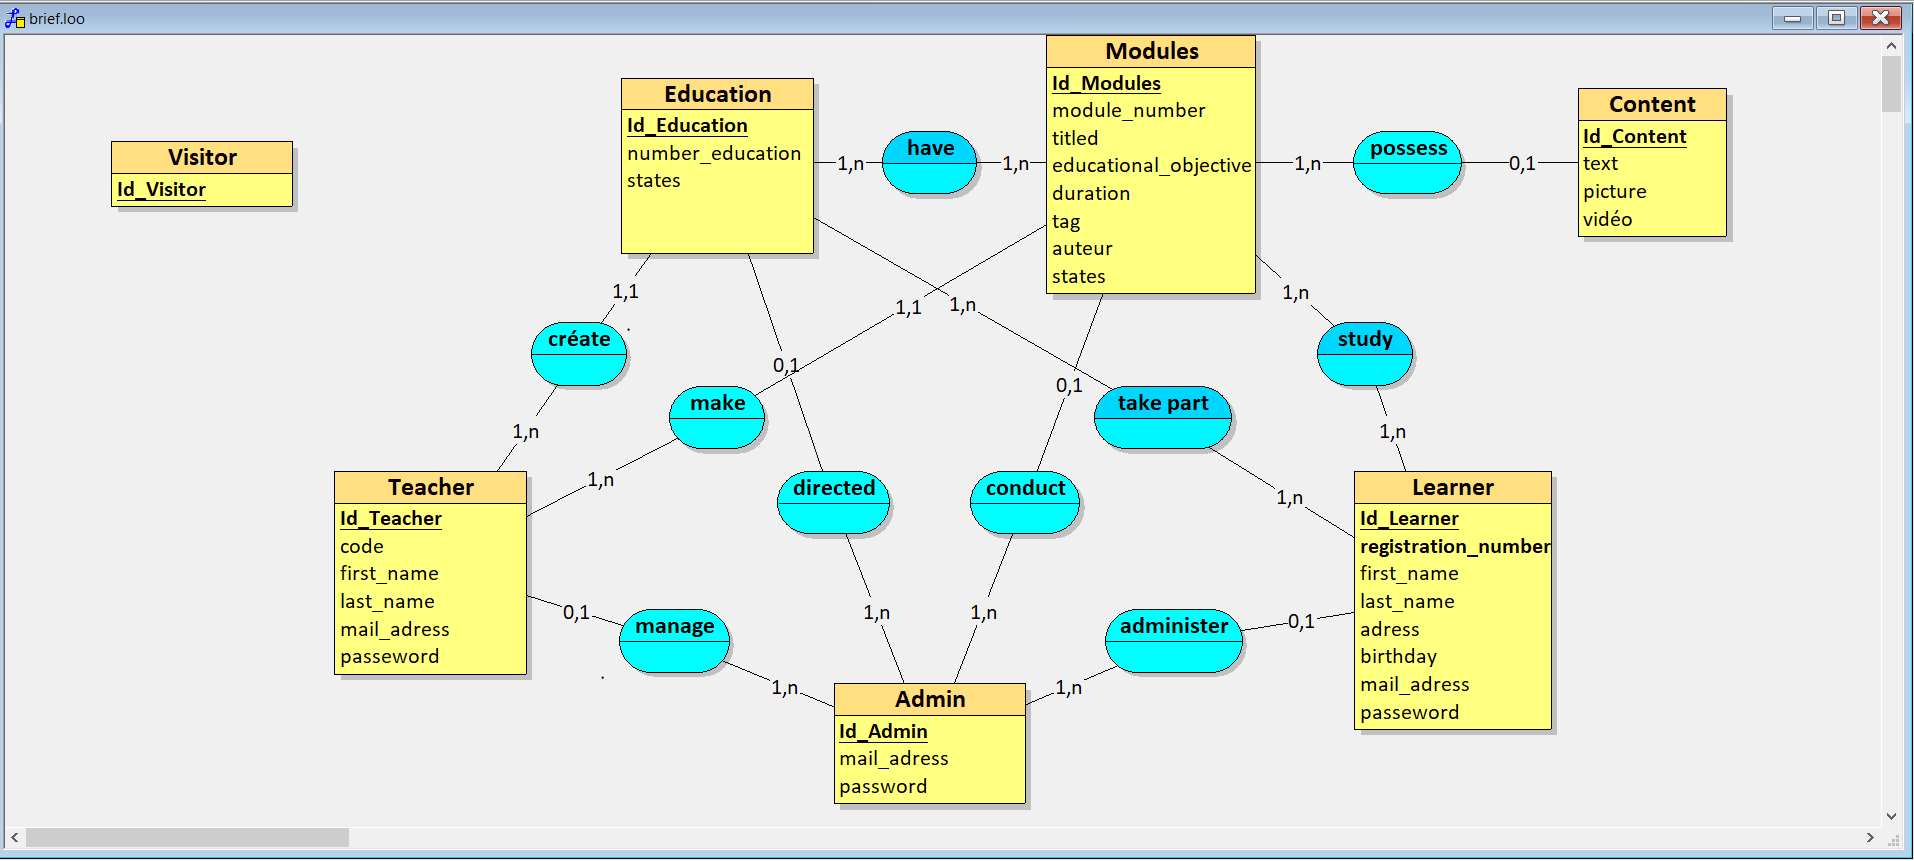 brief.loo
Visitor
Id_Visitor
Education
Id_Education
number_education
states
1,n
have
1,n
Modules
Id_Modules
module_number
titled
educational_objective
duration
tag
auteur
states
1,n
possess
0,1
Content
Id_Content
text
picture
vidéo
1,1
créate
1,n
1,1
make
1,n
0,1
directed
1,n
1,n
take part
1,n
0,1
conduct
1,n
1,n
study
1,n
Teacher
Id_Teacher
code
first_name
last_name
mail_adress
passeword
0,1
manage
1,n
Admin
Id_Admin
mail_adress
password
1,n
administer
0,1
Learner
Id_Learner
registration_number
first_name
last_name
adress
birthday
mail_adress
passeword